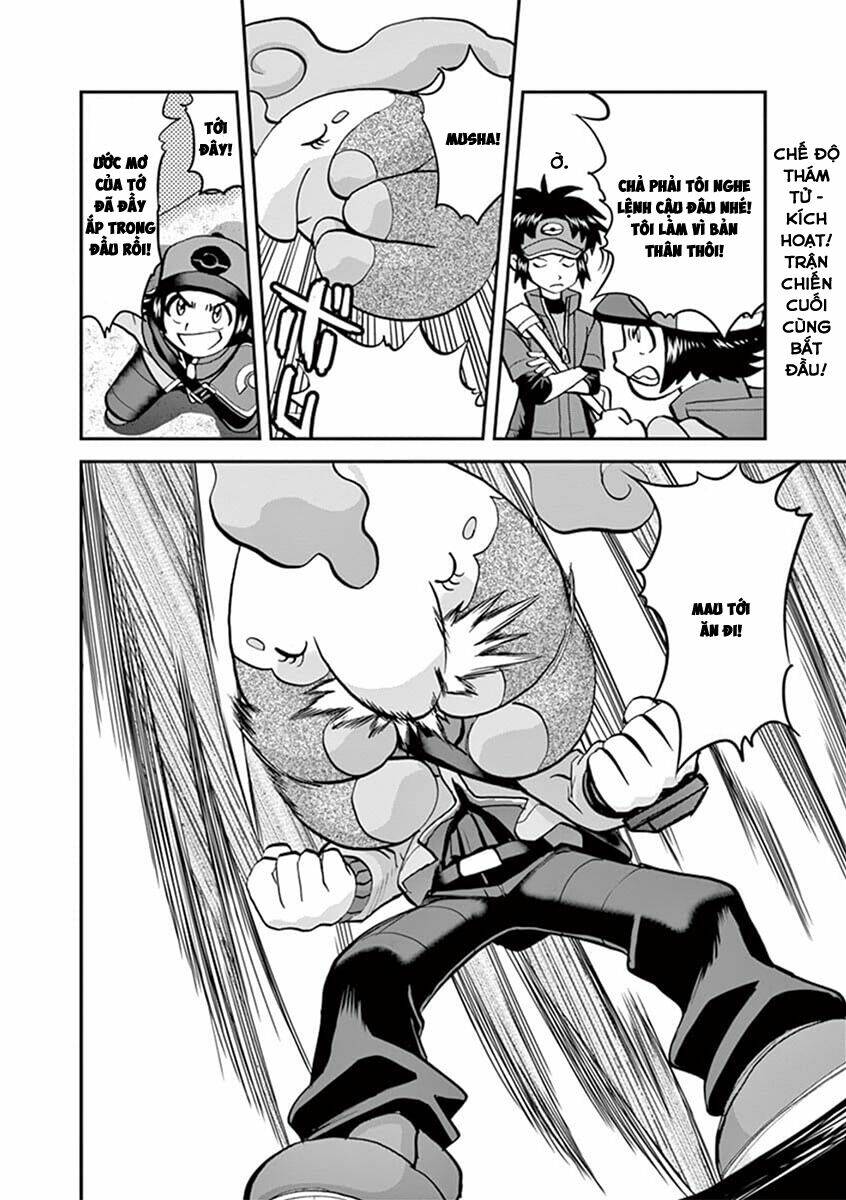 CHẾ ĐỘ
THÁM
TỬ -
KÍCH
HOẠT!
TRẬN
CHIẾN
CUỐI
CÙNG
BẮT
ĐẦU!
CHẢ PHẢI TÔI NGHE
LỆNH CẬU ĐÂU NHÉ!
TÔI LÀM VÌ BẢN
THÂN THÔI!
Ờ.
MUSHA!
TỚI
ĐÂY!
ƯỚC MƠ
CỦA TỚ
ĐÃ ĐẦY
ẮP TRONG
ĐẦU RỒI!
MAU TỚI
ĂN ĐI!